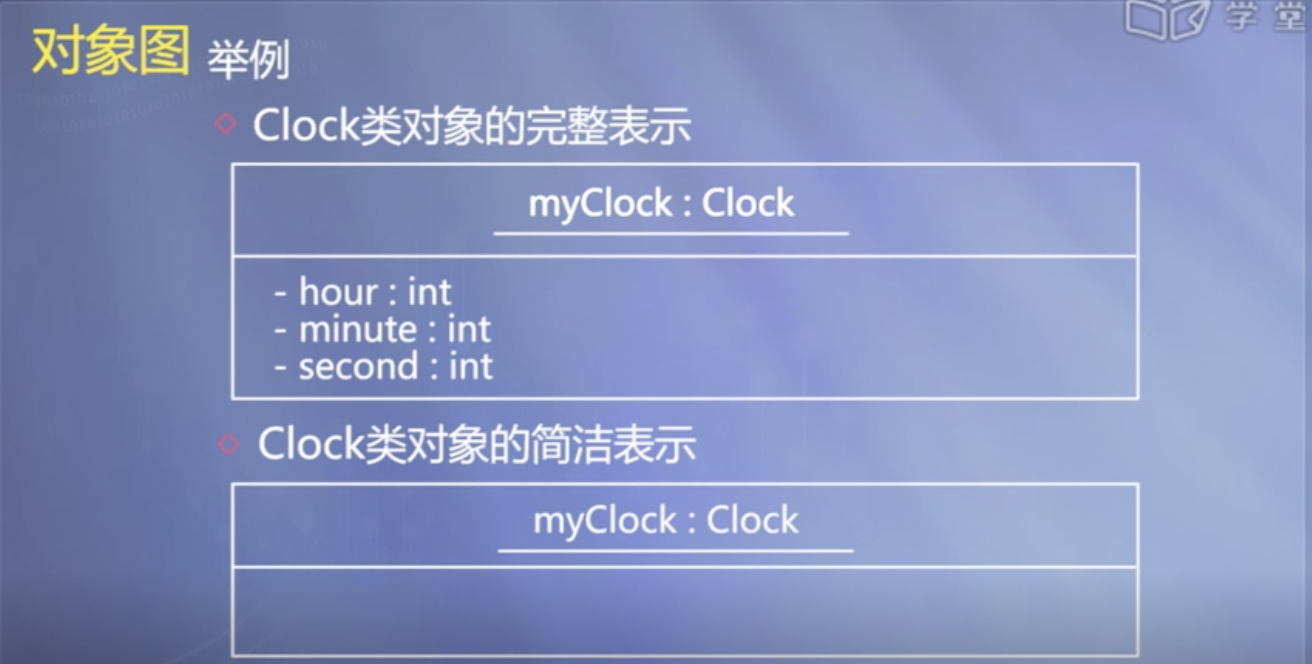 学堂
对象图 举例
Clock类对象的完整表示
myClock : Clock
- hour : int
- minute : int
- second : int
Clock类对象的简洁表示
myClock : Clock